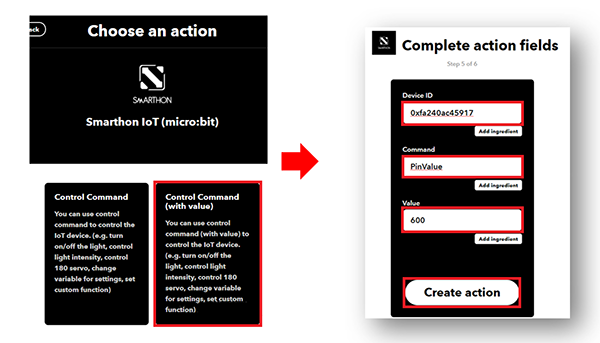 Choose an action
SMARTHON
Smarthon IoT (micro:bit)
Control Command
You can use control
command to control the
IoT device. (e.g. turn
on/off the light, control
light intensity, control
180 servo, change
variable for settings, set
custom function)
Control Command
(with value)
You can use control
command (with value) to
control the IoT device.
(e.g. turn on/off the
light, control light
intensity, control 180
servo, change variable
for settings, set custom
function)
Complete action fields
Step 5 of 6
Device ID
0xfa240ac45917
Add ingredient
Command
PinValue
Add ingredient
Value
600
Add ingredient
Create action